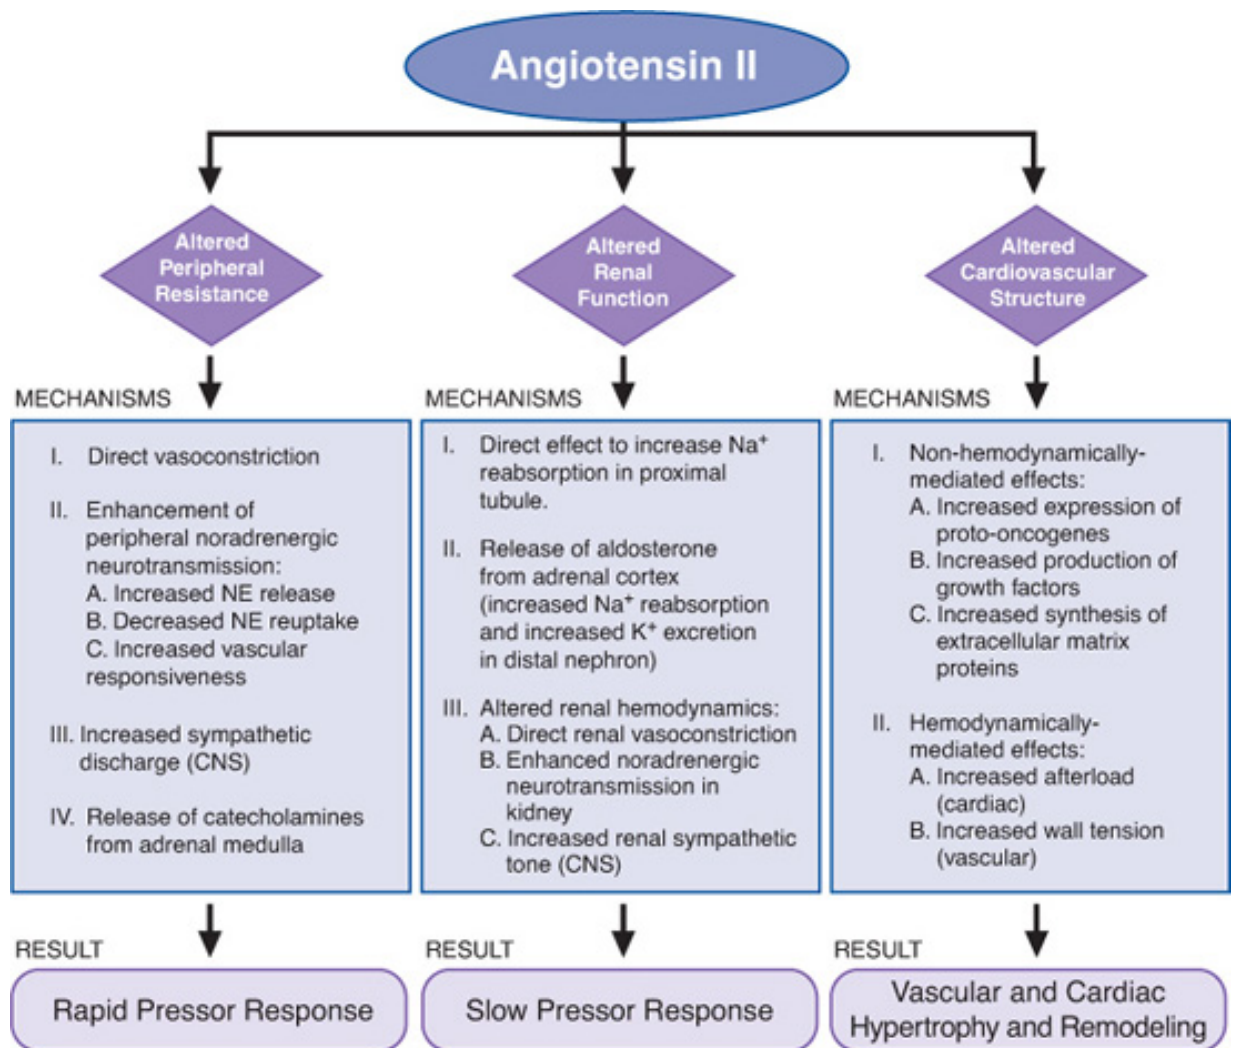 Angiotensin II
Altered
Peripheral
Resistance
MECHANISMS
I. Direct vasoconstriction
II. Enhancement of
peripheral noradrenergic
neurotransmission:
A. Increased NE release
B. Decreased NE reuptake
C. Increased vascular
responsiveness
III. Increased sympathetic
discharge (CNS)
IV. Release of catecholamines
from adrenal medulla
RESULT
Rapid Pressor Response
Altered
Renal
Function
MECHANISMS
I. Direct effect to increase Na⁺
reabsorption in proximal
tubule.
II. Release of aldosterone
from adrenal cortex
(increased Na⁺ reabsorption
and increased K⁺ excretion
in distal nephron)
III. Altered renal hemodynamics:
A. Direct renal vasoconstriction
B. Enhanced noradrenergic
neurotransmission in
kidney
C. Increased renal sympathetic
tone (CNS)
RESULT
Slow Pressor Response
Altered
Cardiovascular
Structure
MECHANISMS
I. Non-hemodynamically-
mediated effects:
A. Increased expression of
proto-oncogenes
B. Increased production of
growth factors
C. Increased synthesis of
extracellular matrix
proteins
II. Hemodynamically-
mediated effects:
A. Increased afterload
(cardiac)
B. Increased wall tension
(vascular)
RESULT
Vascular and Cardiac
Hypertrophy and Remodeling